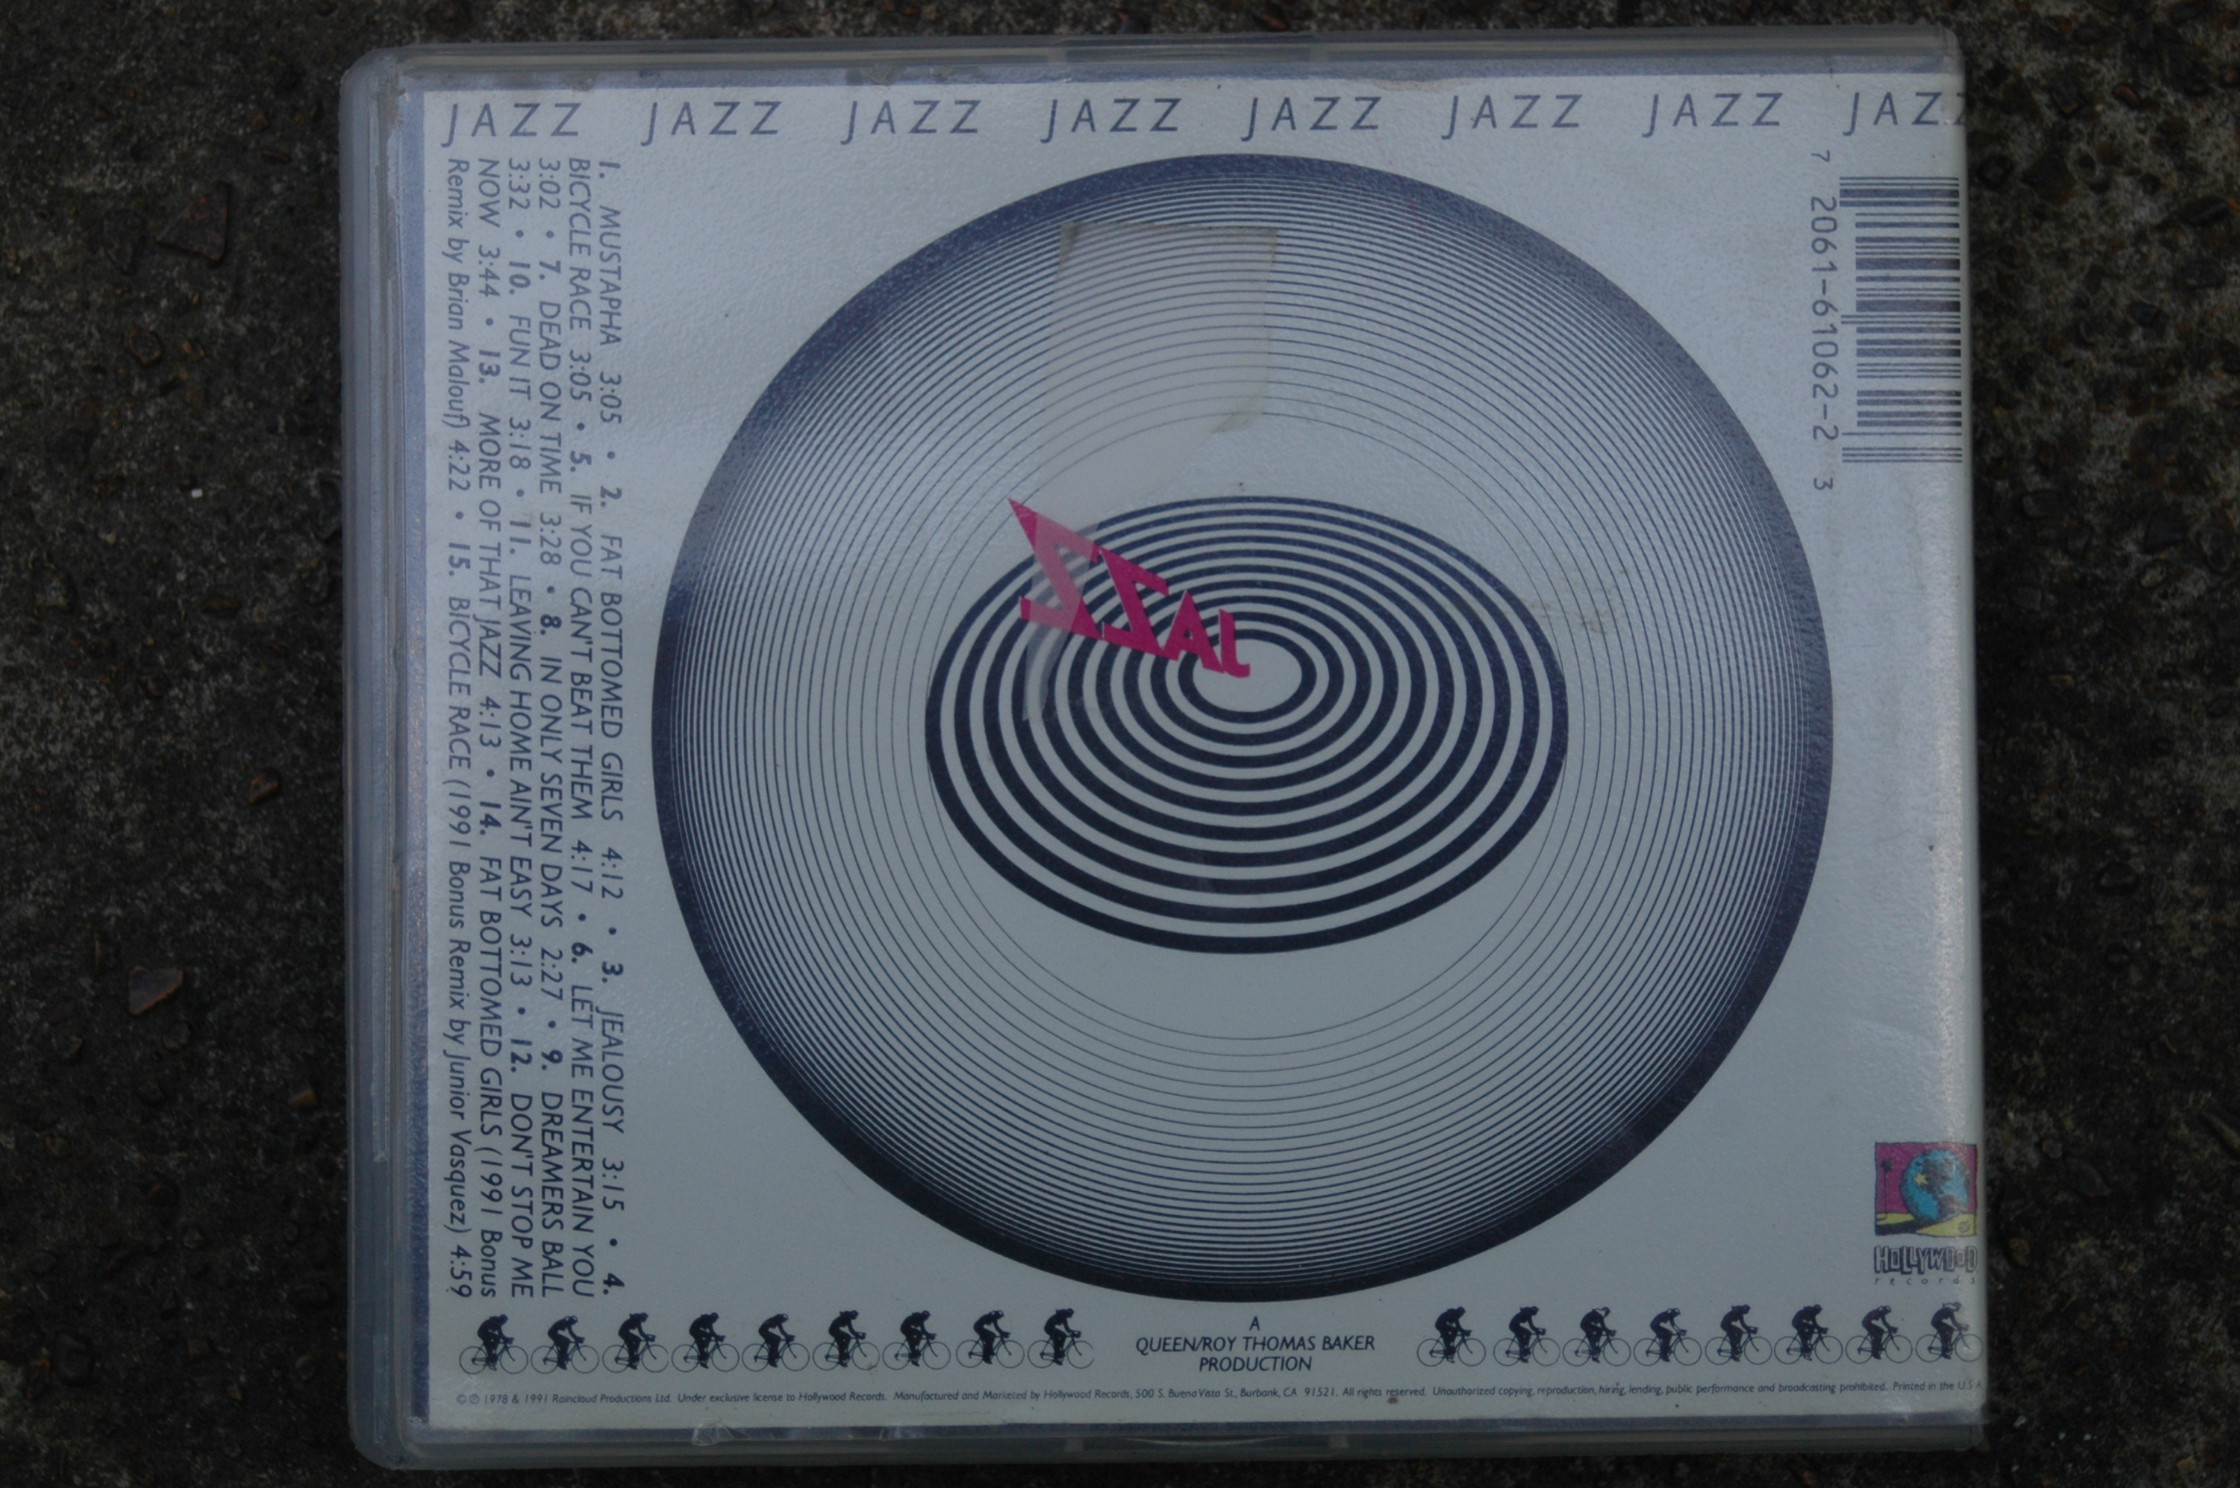 JAZZ JAZZ JAZZ JAZZ JAZZ JAZZ JAZZ JAZ
1. MUSTAPHA 3:05 • 2. FAT BOTTOMED GIRLS 4:12 • 3. JEALOUSY 3:15 • 4.
BICYCLE RACE 3:05 • 5. IF YOU CAN'T BEAT THEM 4:17 • 6. LET ME ENTERTAIN YOU
3:02 • 7. DEAD ON TIME 3:28 • 8. IN ONLY SEVEN DAYS 2:27 • 9. DREAMERS BALL
3:32 • 10. FUN IT 3:18 • 11. LEAVING HOME AIN'T EASY 3:13 • 12. DON'T STOP ME
NOW 3:44 • 13. MORE OF THAT JAZZ 4:13 • 14. FAT BOTTOMED GIRLS (1991 Bonus
Remix by Brian Malouf) 4:22 • 15. BICYCLE RACE (1991 Bonus Remix by Junior Vasquez) 4:59
JAZZ
7 2061-61062-2 3
HOLLYWOOD
records
A
QUEEN/ROY THOMAS BAKER
PRODUCTION
© ℗ 1978 & 1991 Raincloud Productions Ltd. Under exclusive license to Hollywood Records. Manufactured and Marketed by Hollywood Records, 500 S. Buena Vista St., Burbank, CA 91521. All rights reserved. Unauthorized copying, reproduction, hiring, lending, public performance and broadcasting prohibited. Printed in the U.S.A